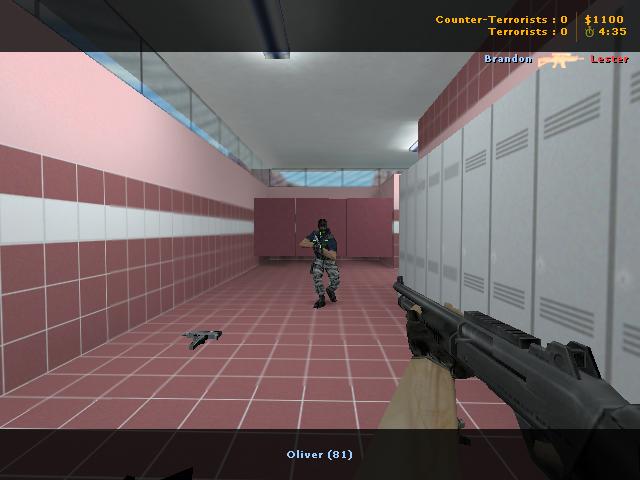 Counter-Terrorists : 0 $1100
Terrorists : 0 4:35
Brandon Lester
Oliver (81)